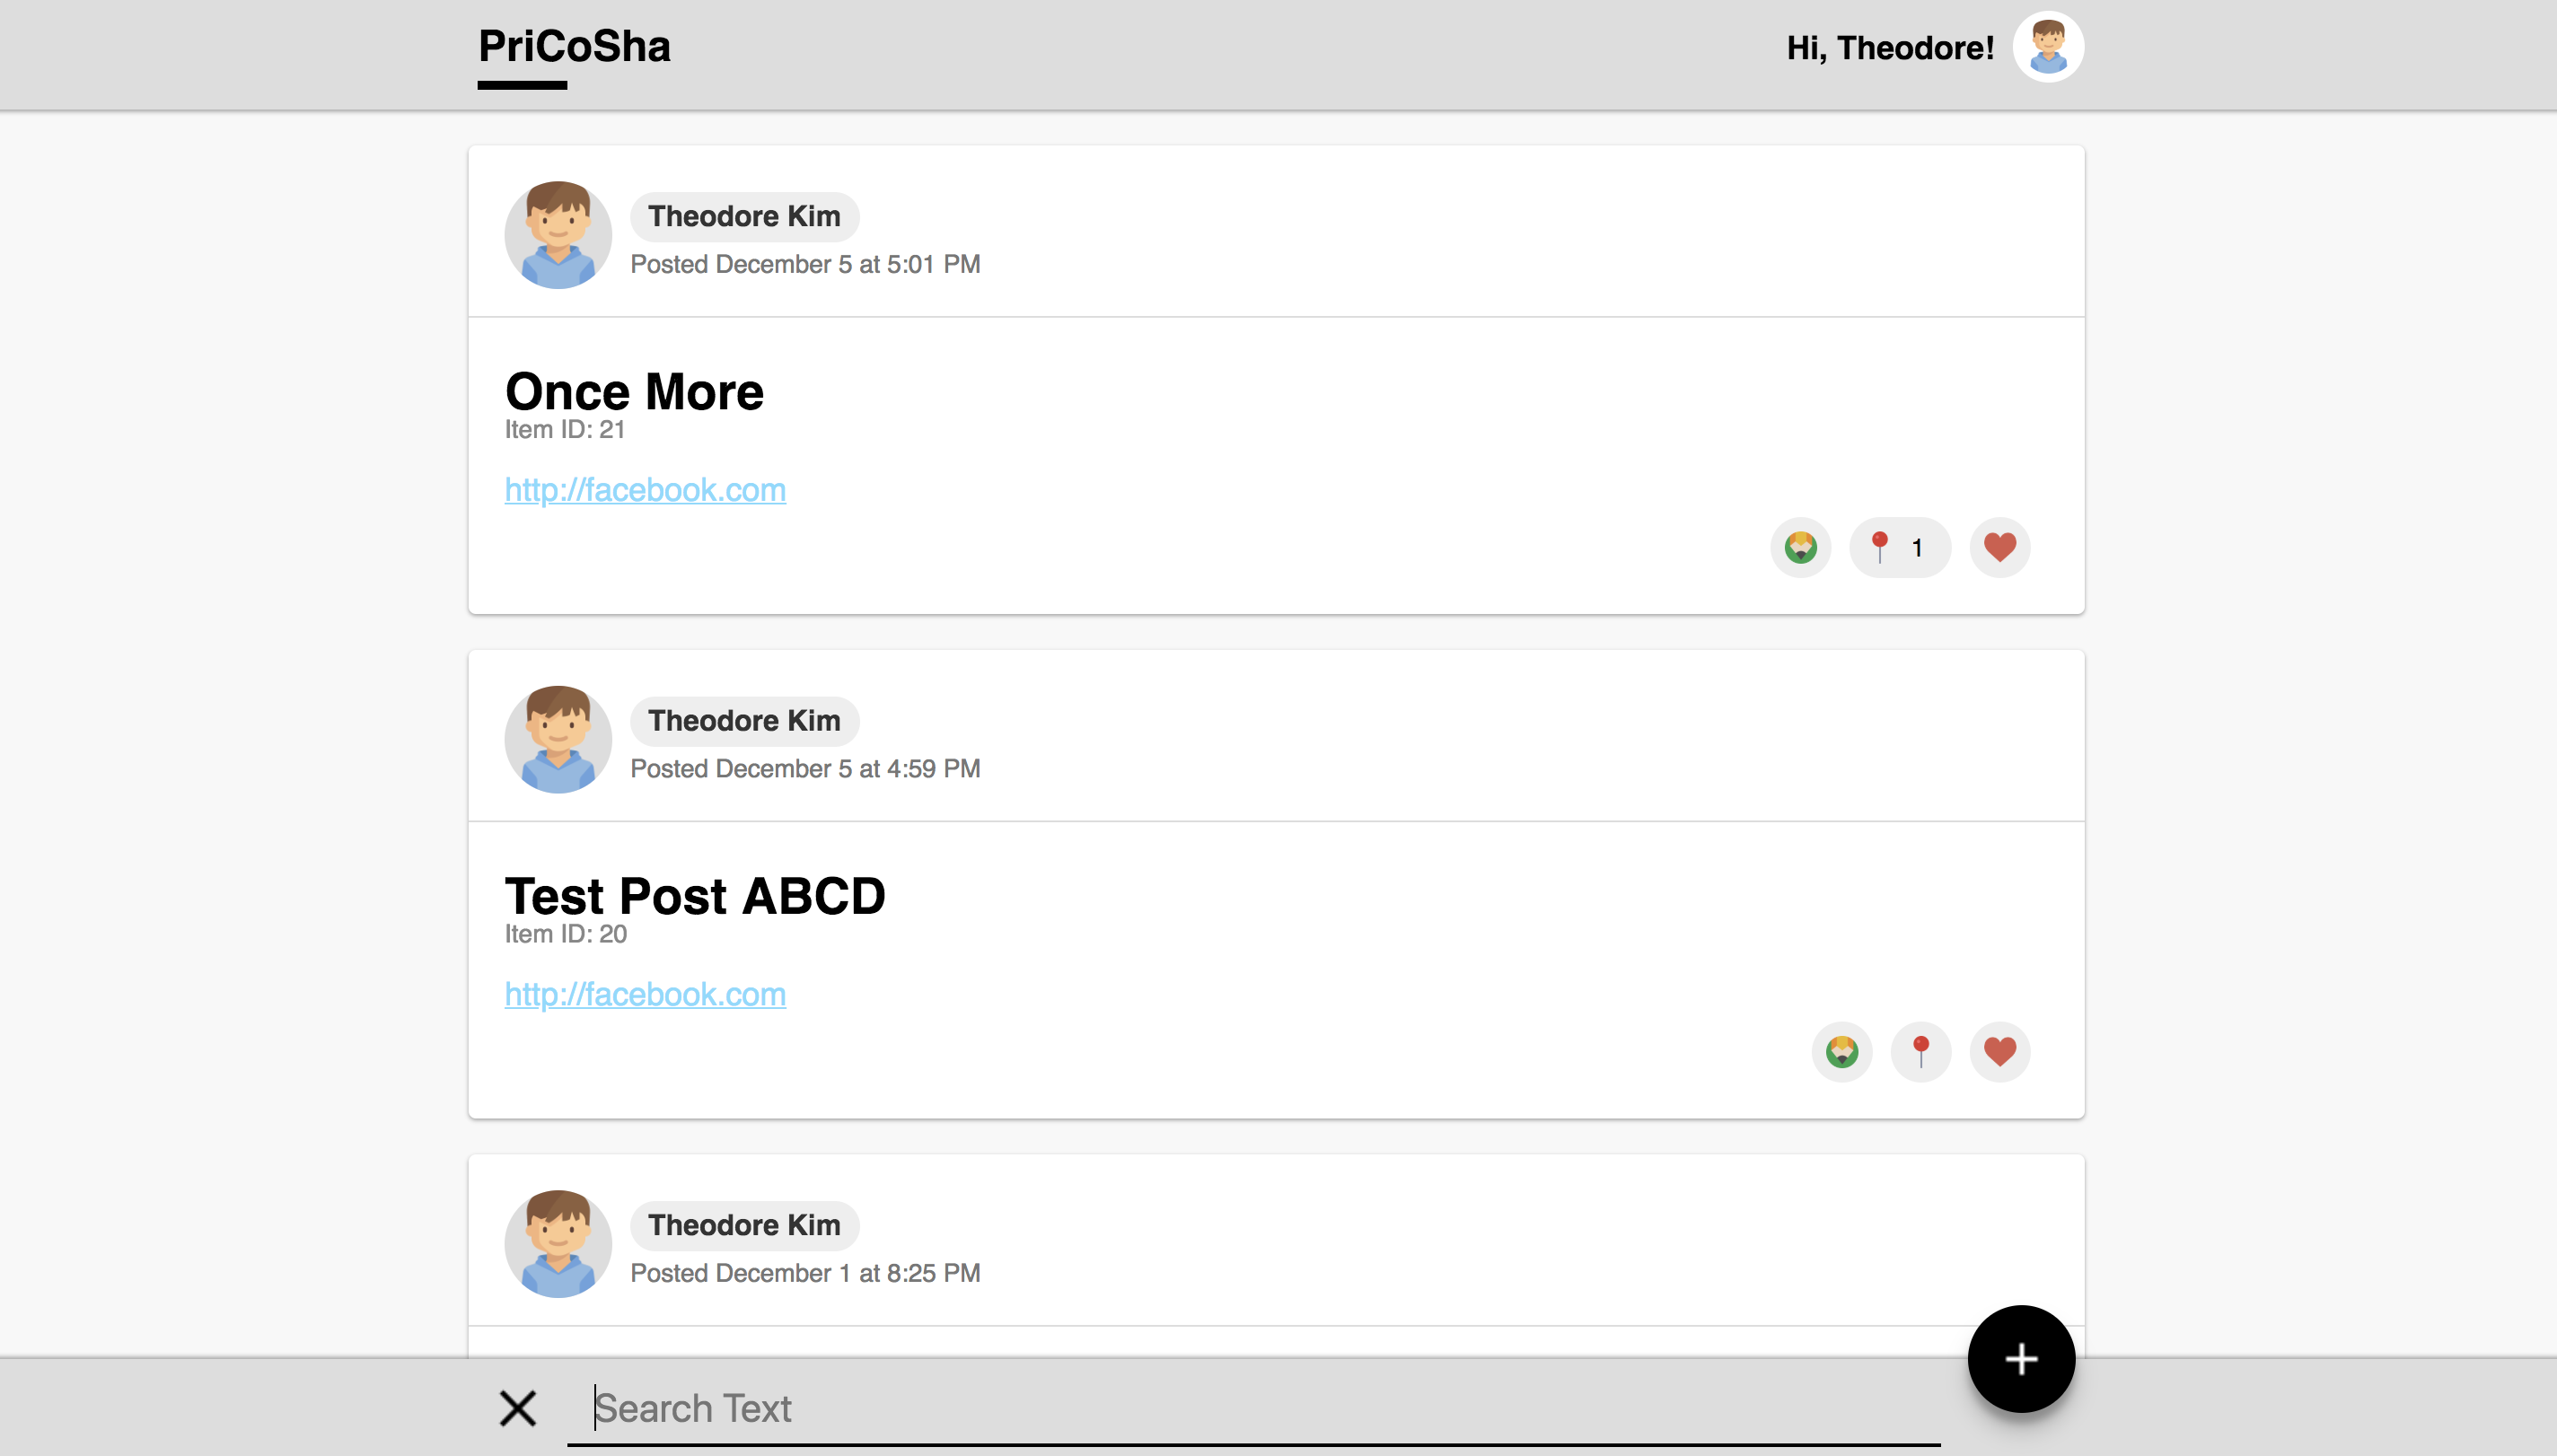 PriCoSha
Hi, Theodore!
Theodore Kim
Posted December 5 at 5:01 PM
Once More
Item ID: 21
http://facebook.com
1
Theodore Kim
Posted December 5 at 4:59 PM
Test Post ABCD
Item ID: 20
http://facebook.com
Theodore Kim
Posted December 1 at 8:25 PM
Search Text